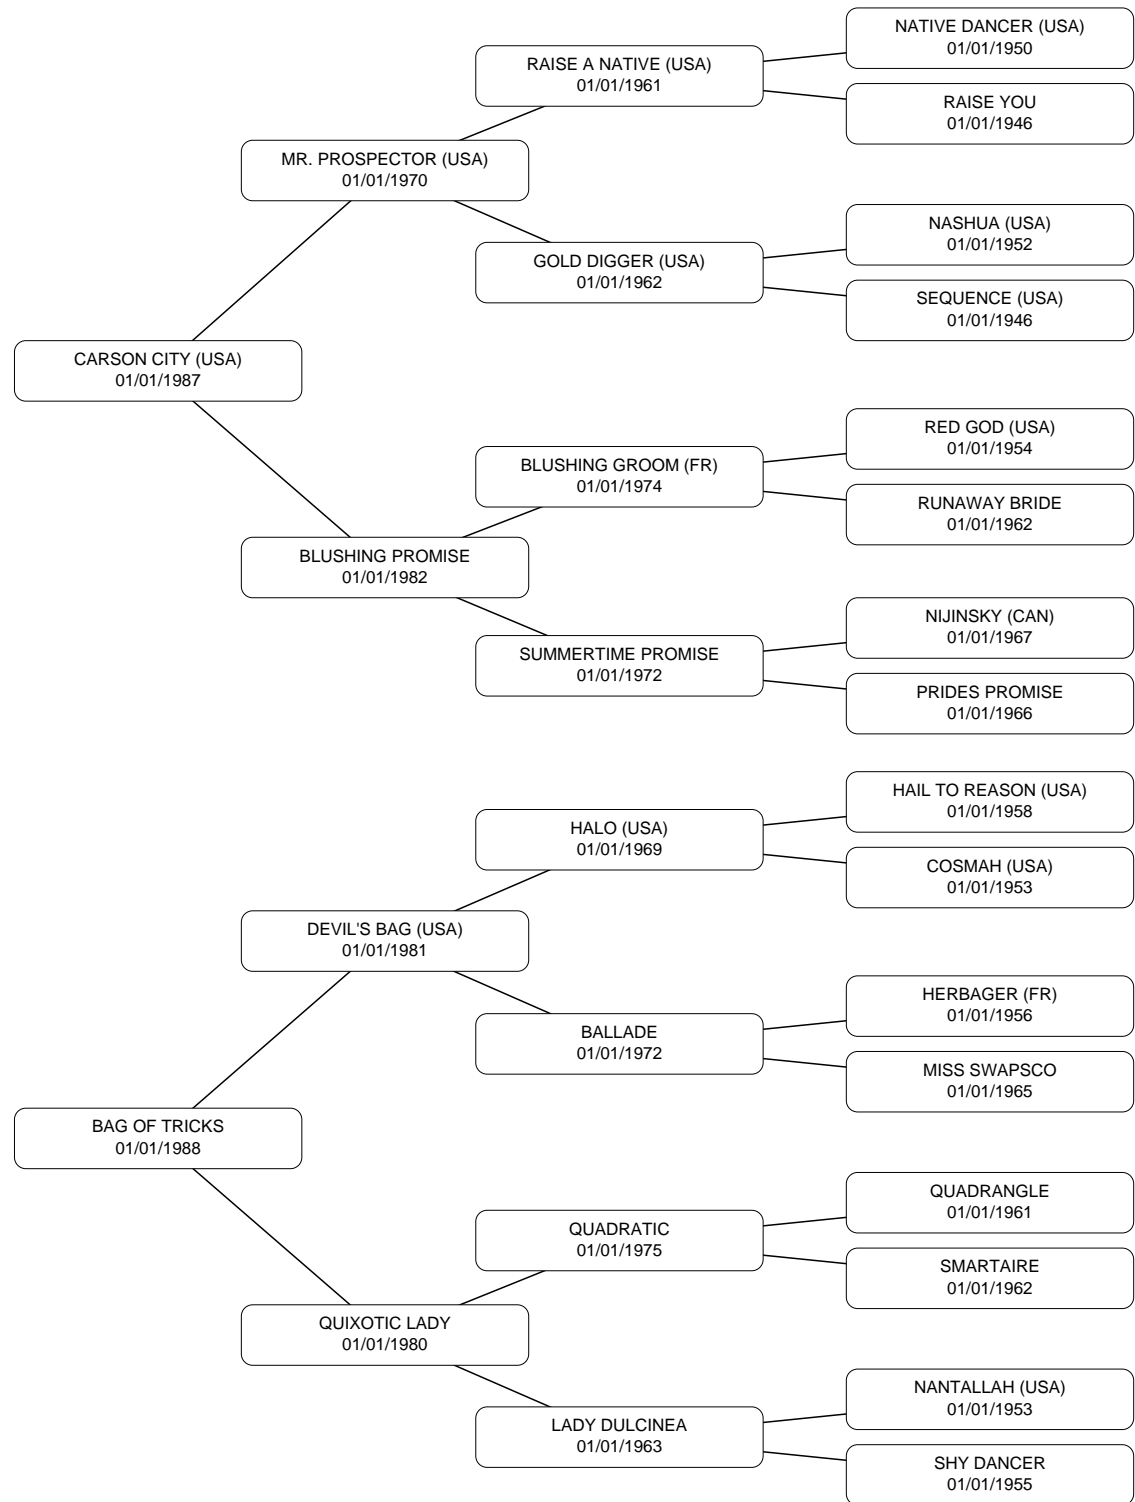 NATIVE DANCER (USA)
01/01/1950
RAISE A NATIVE (USA)
01/01/1961
RAISE YOU
01/01/1946
MR. PROSPECTOR (USA)
01/01/1970
NASHUA (USA)
01/01/1952
GOLD DIGGER (USA)
01/01/1962
SEQUENCE (USA)
01/01/1946
CARSON CITY (USA)
01/01/1987
RED GOD (USA)
01/01/1954
BLUSHING GROOM (FR)
01/01/1974
RUNAWAY BRIDE
01/01/1962
BLUSHING PROMISE
01/01/1982
NIJINSKY (CAN)
01/01/1967
SUMMERTIME PROMISE
01/01/1972
PRIDES PROMISE
01/01/1966
HAIL TO REASON (USA)
01/01/1958
HALO (USA)
01/01/1969
COSMAH (USA)
01/01/1953
DEVIL'S BAG (USA)
01/01/1981
HERBAGER (FR)
01/01/1956
BALLADE
01/01/1972
MISS SWAPSCO
01/01/1965
BAG OF TRICKS
01/01/1988
QUADRANGLE
01/01/1961
QUADRATIC
01/01/1975
SMARTAIRE
01/01/1962
QUIXOTIC LADY
01/01/1980
NANTALLAH (USA)
01/01/1953
LADY DULCINEA
01/01/1963
SHY DANCER
01/01/1955